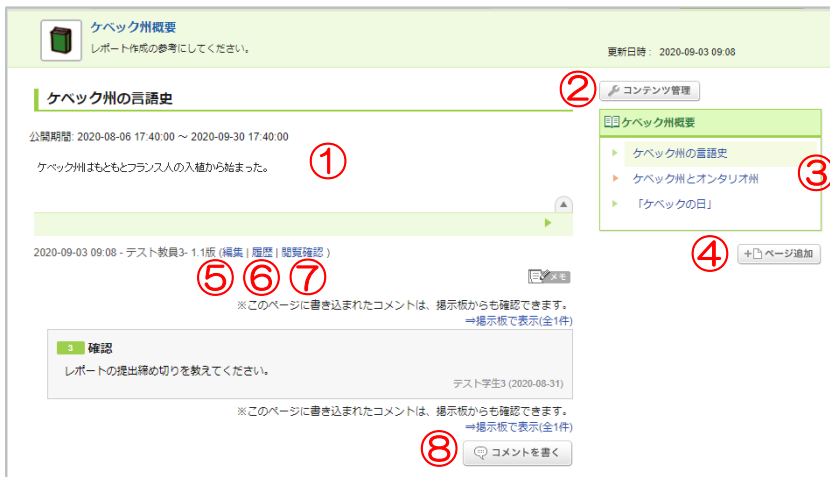 ケベック州概要
レポート作成の参考にしてください。
更新日時： 2020-09-03 09:08
ケベック州の言語史
公開期間: 2020-08-06 17:40:00 ～ 2020-09-30 17:40:00
ケベック州はもともとフランス人の入植から始まった。
①
② コンテンツ管理
ケベック州概要
ケベック州の言語史
ケベック州とオンタリオ州
「ケベックの日」
③
④ +ページ追加
2020-09-03 09:08 - テスト教員3- 1.1版 (編集 | 履歴 | 閲覧確認 )
⑤ ⑥ ⑦
メモ
※このページに書き込まれたコメントは、掲示板からも確認できます。
⇒掲示板で表示(全1件)
3 確認
レポートの提出締め切りを教えてください。
テスト学生3 (2020-08-31)
※このページに書き込まれたコメントは、掲示板からも確認できます。
⇒掲示板で表示(全1件)
⑧ コメントを書く